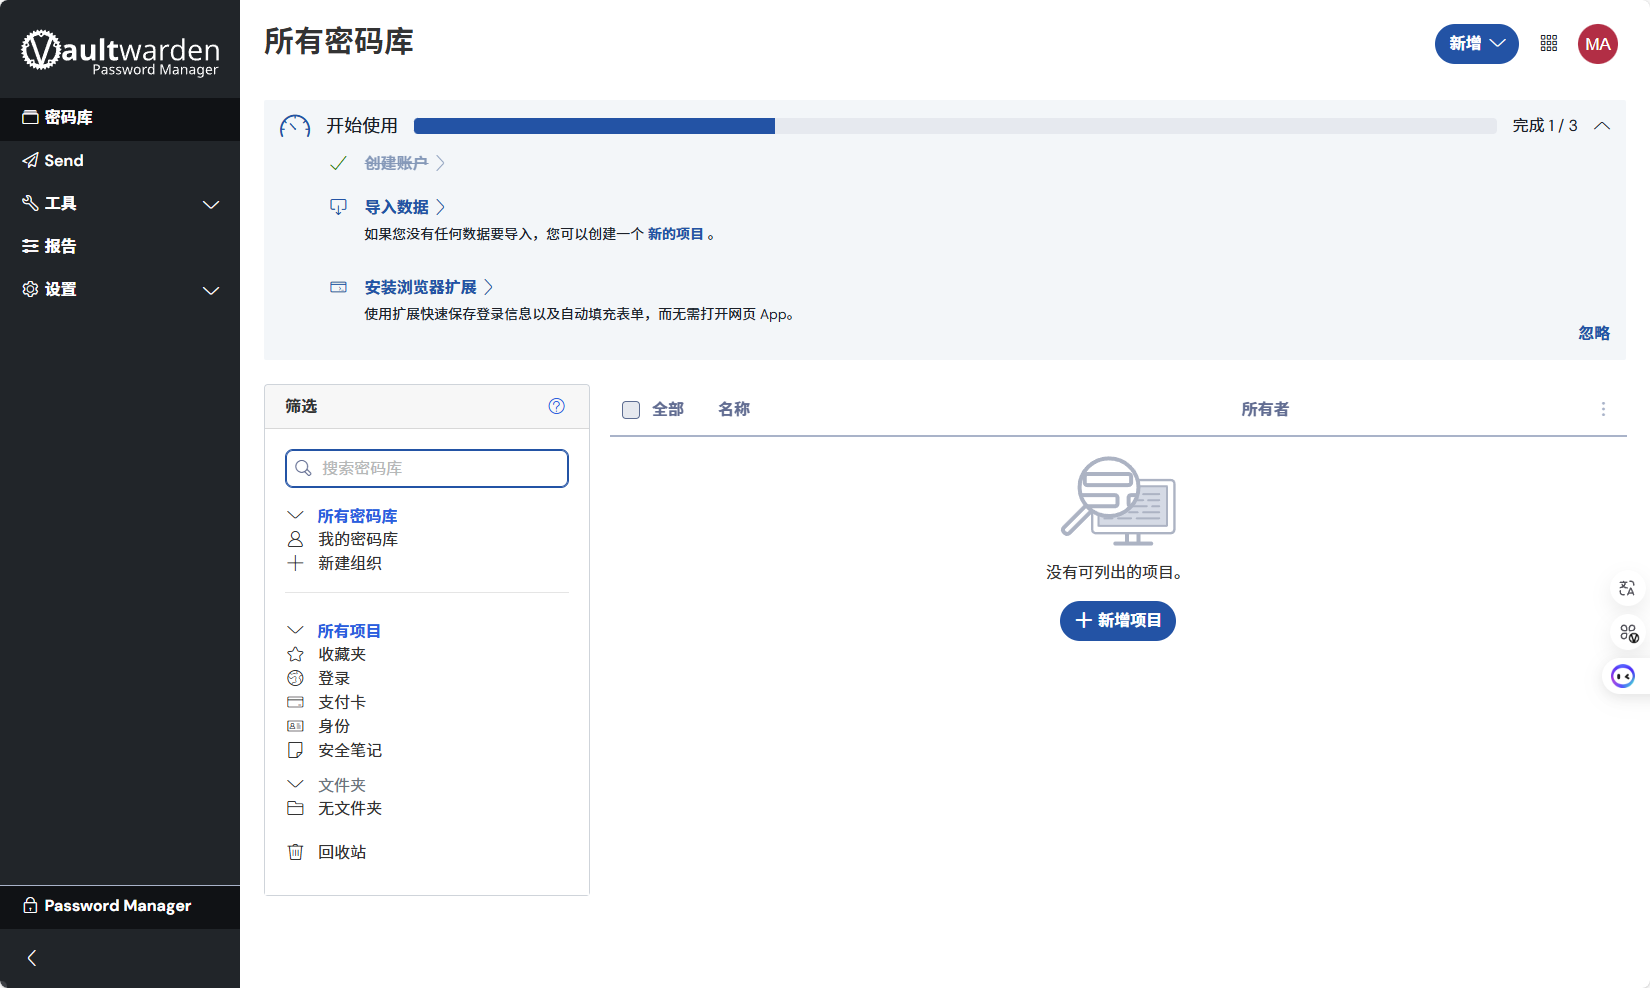 Vaultwarden
Password Manager
密码库
Send
工具
报告
设置
Password Manager
所有密码库
新增
MA
开始使用
完成 1 / 3
创建账户
导入数据
如果您没有任何数据要导入，您可以创建一个 新的项目 。
安装浏览器扩展
使用扩展快速保存登录信息以及自动填充表单，而无需打开网页 App。
忽略
筛选
搜索密码库
所有密码库
我的密码库
新建组织
所有项目
收藏夹
登录
支付卡
身份
安全笔记
文件夹
无文件夹
回收站
全部 名称 所有者
没有可列出的项目。
新增项目